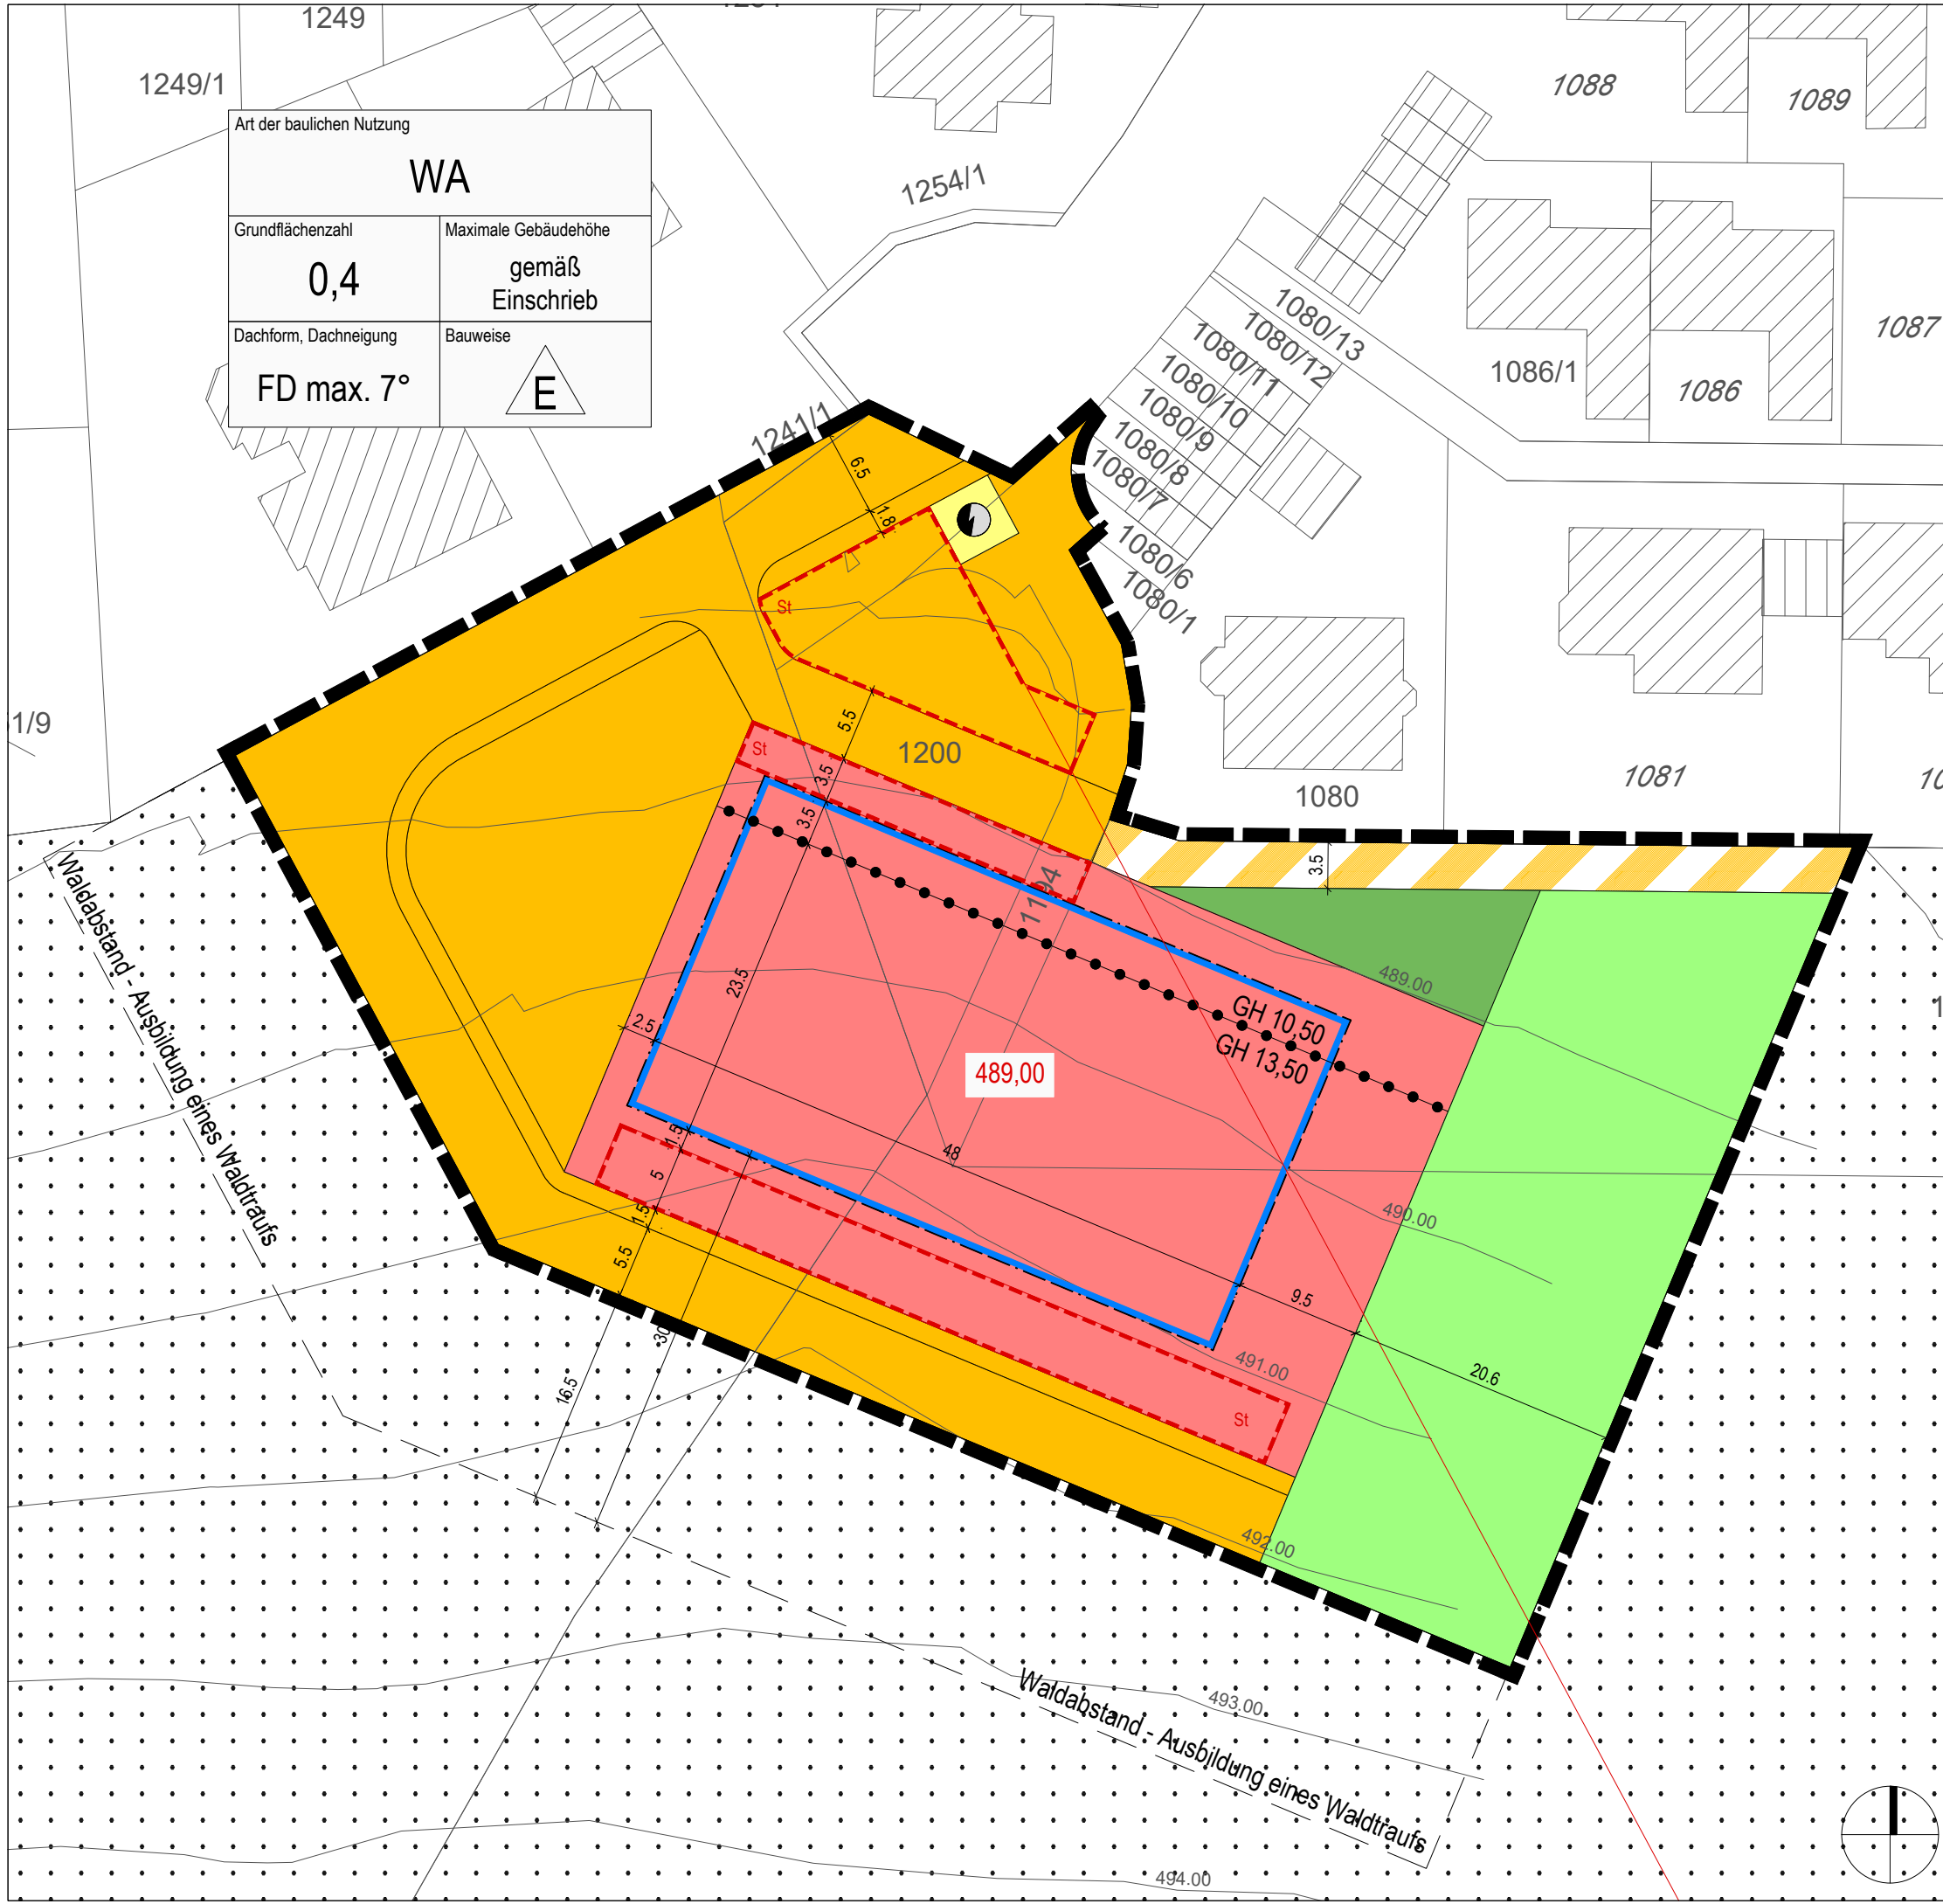 1249
1249/1
1088
1089
Art der baulichen Nutzung
WA
Grundflächenzahl
0,4
Maximale Gebäudehöhe
gemäß
Einschrieb
Dachform, Dachneigung
FD max. 7°
Bauweise
E
1254/1
1087
1086/1
1086
1080/13
1080/12
1080/11
1080/10
1080/9
1080/8
1080/7
1080/6
1080/1
1241/1
6.5
1.8
St
1/9
5.5
St
1200
3.5
3.5
1080
1081
3.5
1194
489.00
23.5
GH 10,50
GH 13,50
2.5
489,00
48
Waldabstand - Ausbildung eines Waldtraufs
1.5
5
1.5
5.5
490.00
9.5
30
491.00
20.6
16.5
St
492.00
Waldabstand - Ausbildung eines Waldtraufs
493.00
494.00